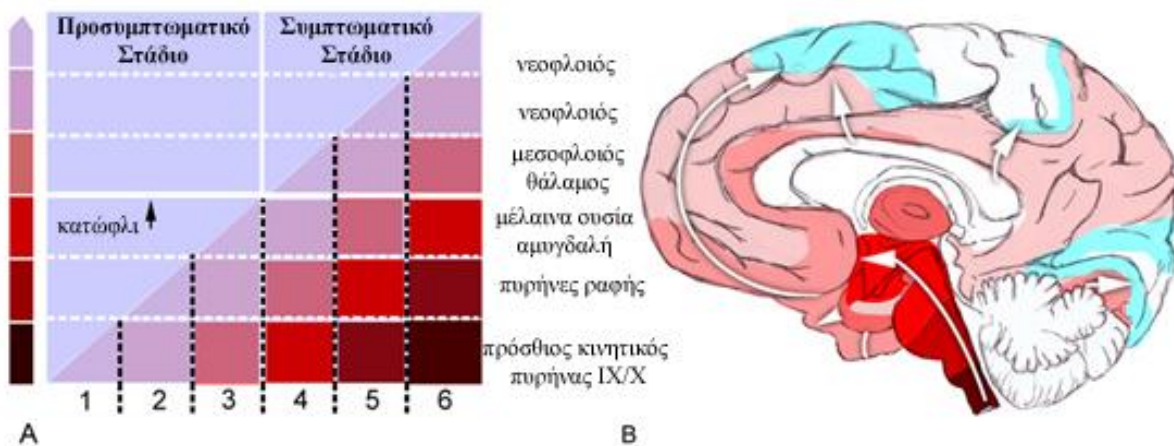 Προσυμπτωματικό
Στάδιο
Συμπτωματικό
Στάδιο
νεοφλοιός
νεοφλοιός
μεσοφλοιός
θάλαμος
κατώφλι
μέλαινα ουσία
αμυγδαλή
πυρήνες ραφής
πρόσθιος κινητικός
πυρήνας IX/X
1 2 3 4 5 6
A
B